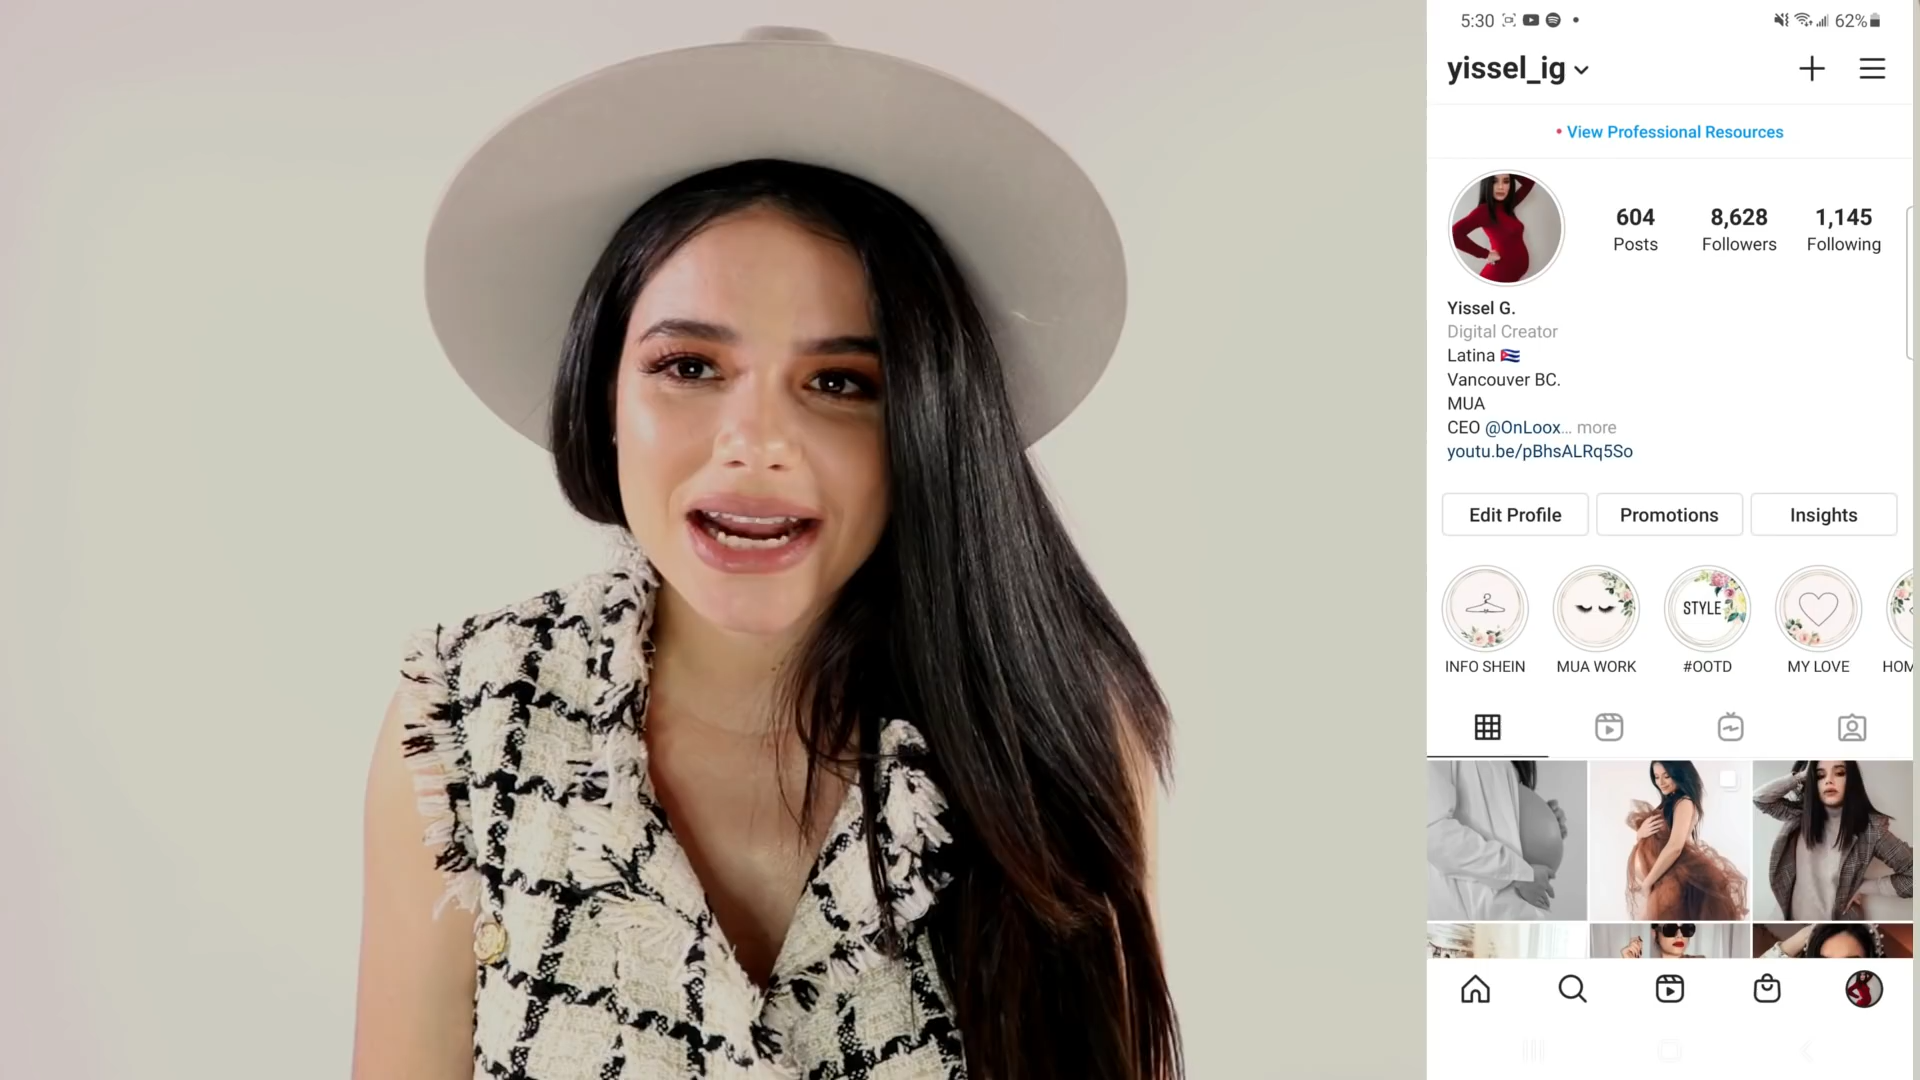 5:30
62%
yissel_ig
View Professional Resources
604
8,628
1,145
Posts
Followers
Following
Yissel G.
Digital Creator
Latina 🇨🇺
Vancouver BC.
MUA
CEO @OnLoox... more
youtu.be/pBhsALRq5So
Edit Profile
Promotions
Insights
STYLE
INFO SHEIN
MUA WORK
#OOTD
MY LOVE
HOM